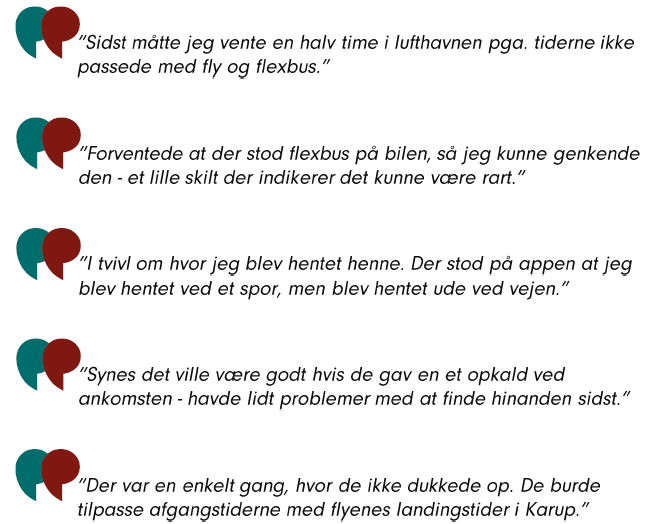 ”Sidst måtte jeg vente en halv time i lufthavnen pga. tiderne ikke
passede med fly og flexbus.”
”Forventede at der stod flexbus på bilen, så jeg kunne genkende
den - et lille skilt der indikerer det kunne være rart.”
”I tvivl om hvor jeg blev hentet henne. Der stod på appen at jeg
blev hentet ved et spor, men blev hentet ude ved vejen.”
”Synes det ville være godt hvis de gav en et opkald ved
ankomsten - havde lidt problemer med at finde hinanden sidst.”
”Der var en enkelt gang, hvor de ikke dukkede op. De burde
tilpasse afgangstiderne med flyenes landingstider i Karup.”